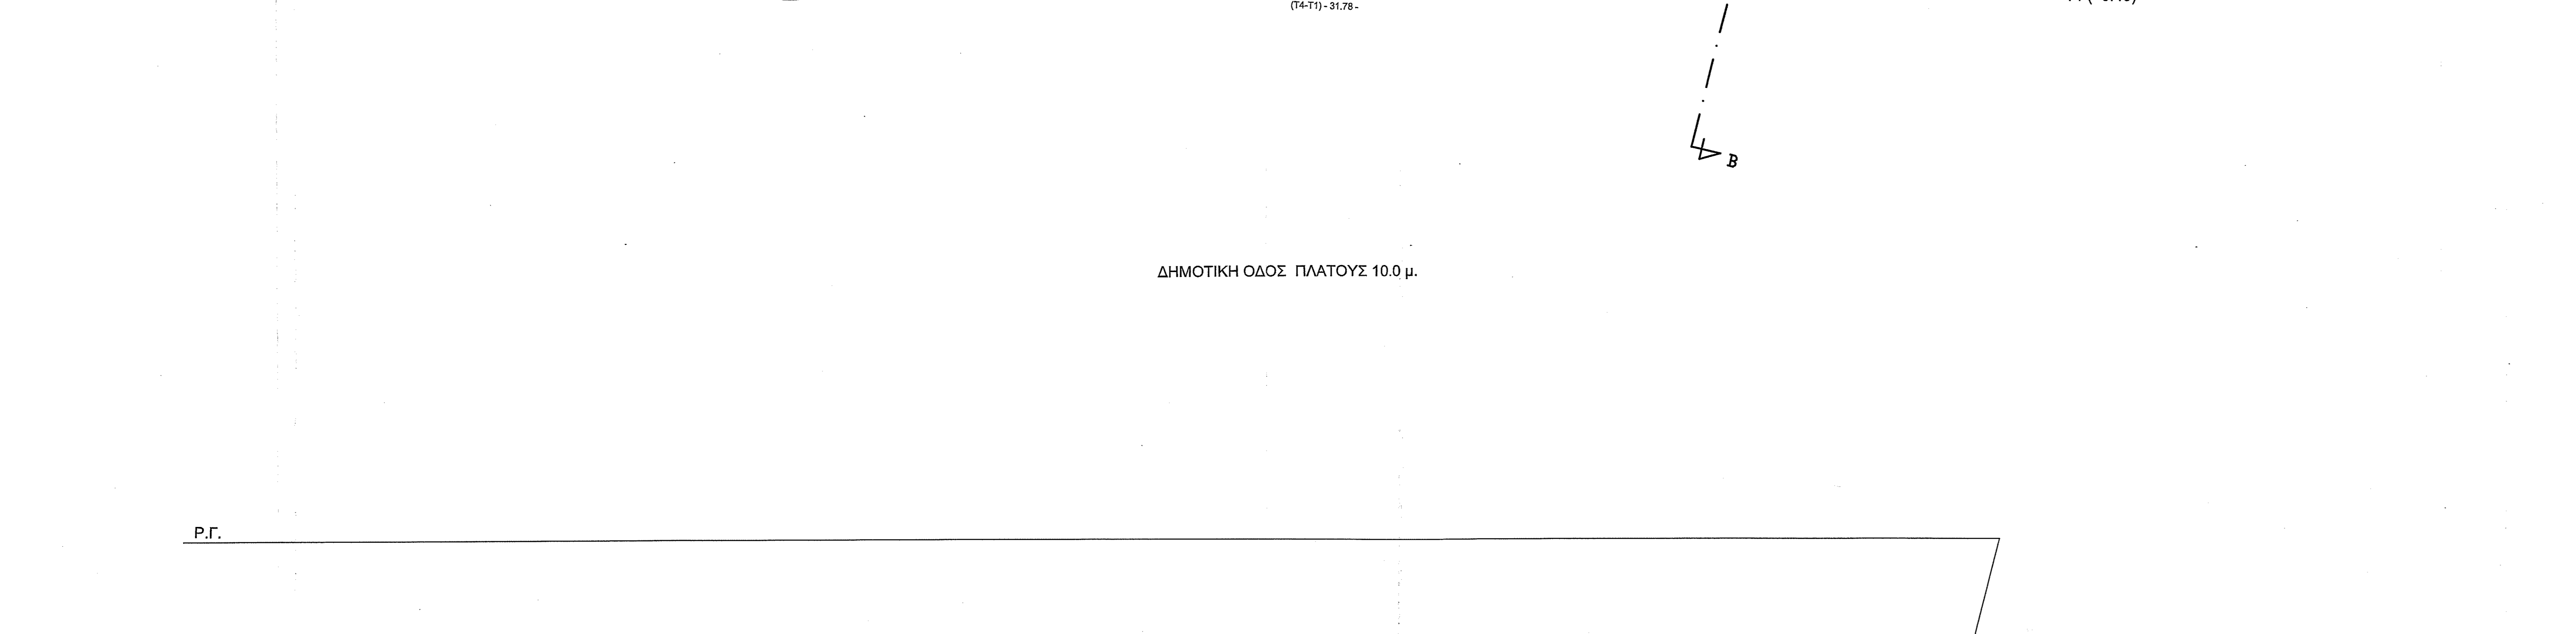 (T4-T1) - 31.78 -
B
ΔΗΜΟΤΙΚΗ ΟΔΟΣ ΠΛΑΤΟΥΣ 10.0 μ.
Ρ.Γ.